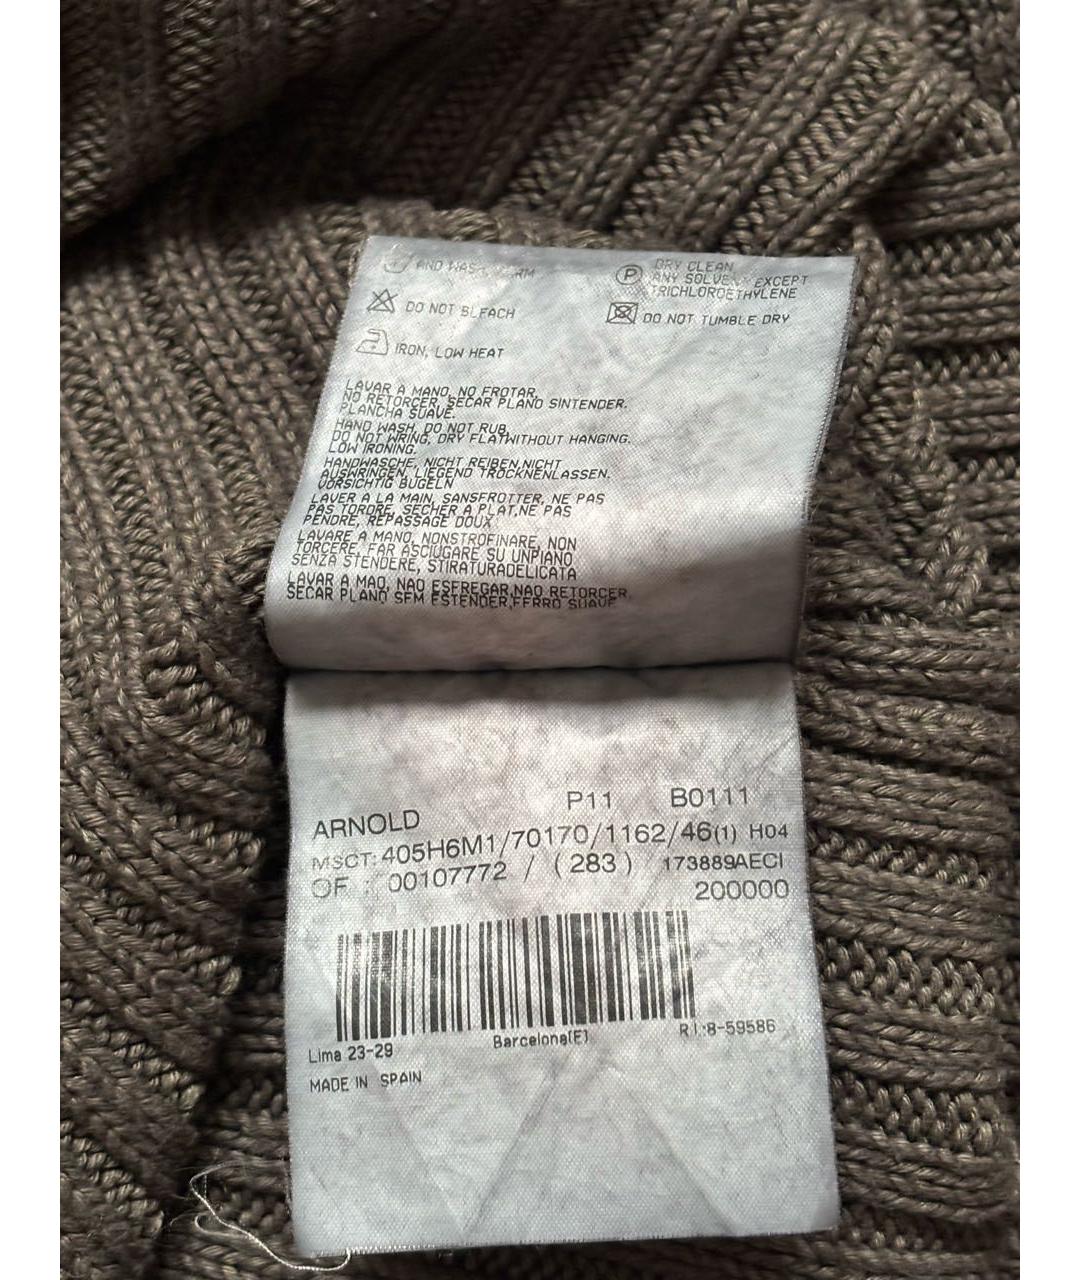 AND WASH, WARM
P
DRY CLEAN
ANY SOLVENT EXCEPT
TRICHLOROETHYLENE
DO NOT BLEACH
DO NOT TUMBLE DRY
IRON, LOW HEAT
LAVAR A MANO, NO FROTAR,
NO RETORCER, SECAR PLANO SINTENDER.
PLANCHA SUAVE.
HAND WASH, DO NOT RUB,
DO NOT WRING, DRY FLATWITHOUT HANGING.
LOW IRONING.
HANDWASCHE, NICHT REIBEN,NICHT
AUSWRINGEN, LIEGEND TROCKNENLASSEN.
VORSICHTIG BUGELN
LAVER A LA MAIN, SANSFROTTER, NE PAS
PAS TORDRE, SECHER A PLAT,NE PAS
PENDRE, REPASSAGE DOUX
LAVARE A MANO, NONSTROFINARE, NON
TORCERE, FAR ASCIUGARE SU UNPIANO
SENZA STENDERE, STIRATURADELICATA
LAVAR A MAO, NAO ESFREGAR,NAO RETORCER,
SECAR PLANO SEM ESTENDER,FERRO SUAVE
P11 B0111
ARNOLD
MSCT: 405H6M1/70170/1162/46(1) H04
OF : 00107772 / (283) 173889AECI
200000
Lima 23-29 Barcelona(E) RI:8-59586
MADE IN SPAIN